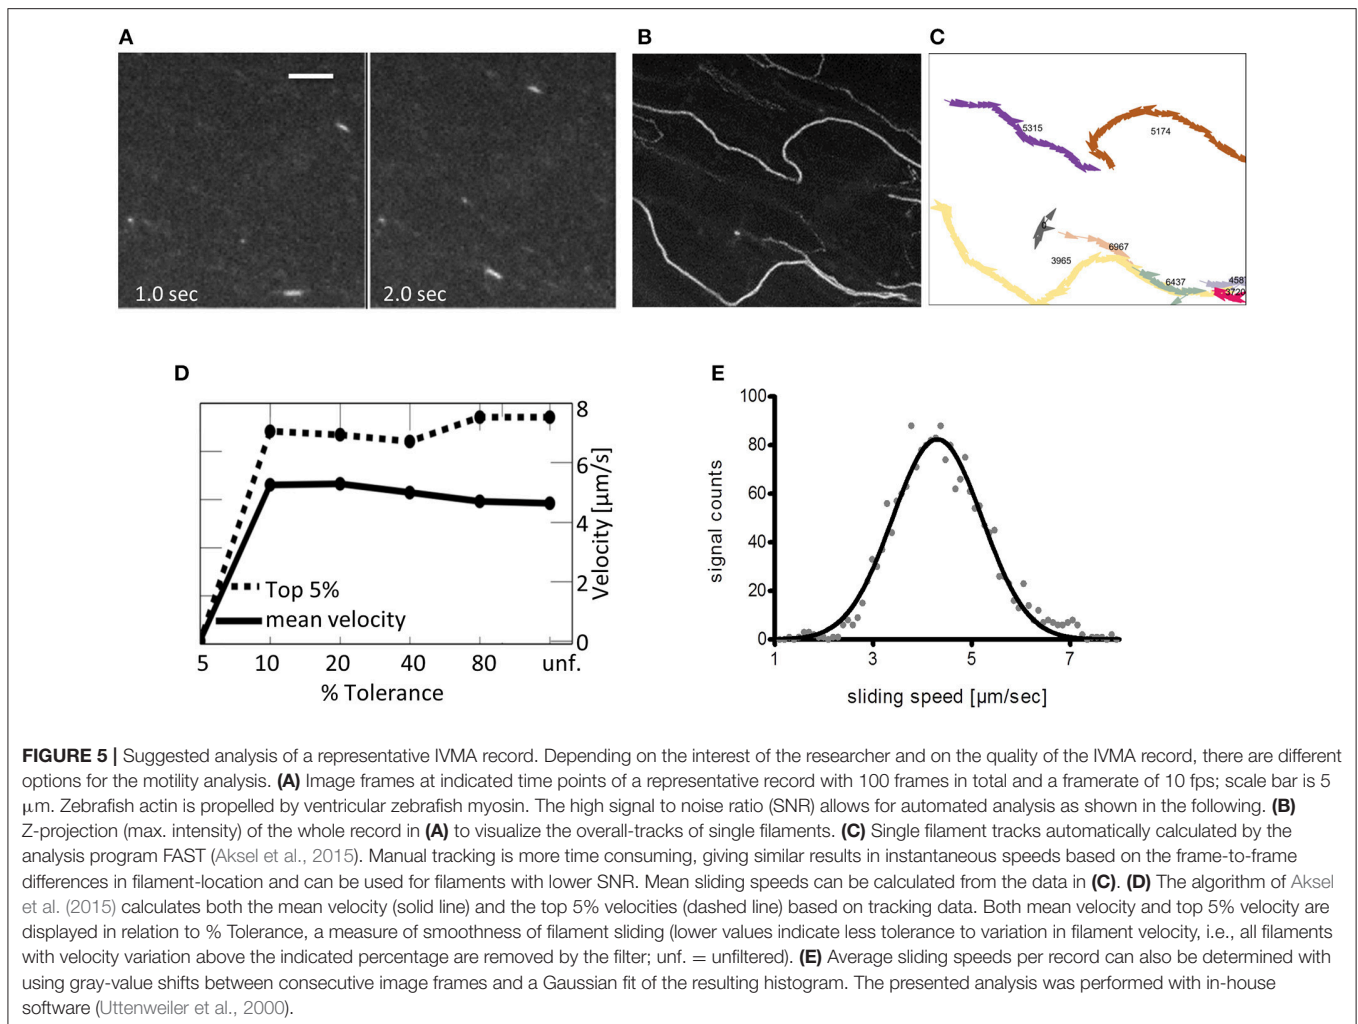 A
B
C
1.0 sec
2.0 sec
5315
5174
6967
3965
6437
4587
3720
D
E
8
6
4
2
0
Velocity [µm/s]
Top 5%
mean velocity
5 10 20 40 80 unf.
% Tolerance
100
80
60
40
20
0
signal counts
1 3 5 7
sliding speed [µm/sec]
FIGURE 5 | Suggested analysis of a representative IVMA record. Depending on the interest of the researcher and on the quality of the IVMA record, there are different
options for the motility analysis. (A) Image frames at indicated time points of a representative record with 100 frames in total and a framerate of 10 fps; scale bar is 5
µm. Zebrafish actin is propelled by ventricular zebrafish myosin. The high signal to noise ratio (SNR) allows for automated analysis as shown in the following. (B)
Z-projection (max. intensity) of the whole record in (A) to visualize the overall-tracks of single filaments. (C) Single filament tracks automatically calculated by the
analysis program FAST (Aksel et al., 2015). Manual tracking is more time consuming, giving similar results in instantaneous speeds based on the frame-to-frame
differences in filament-location and can be used for filaments with lower SNR. Mean sliding speeds can be calculated from the data in (C). (D) The algorithm of Aksel
et al. (2015) calculates both the mean velocity (solid line) and the top 5% velocities (dashed line) based on tracking data. Both mean velocity and top 5% velocity are
displayed in relation to % Tolerance, a measure of smoothness of filament sliding (lower values indicate less tolerance to variation in filament velocity, i.e., all filaments
with velocity variation above the indicated percentage are removed by the filter; unf. = unfiltered). (E) Average sliding speeds per record can also be determined with
using gray-value shifts between consecutive image frames and a Gaussian fit of the resulting histogram. The presented analysis was performed with in-house
software (Uttenweiler et al., 2000).